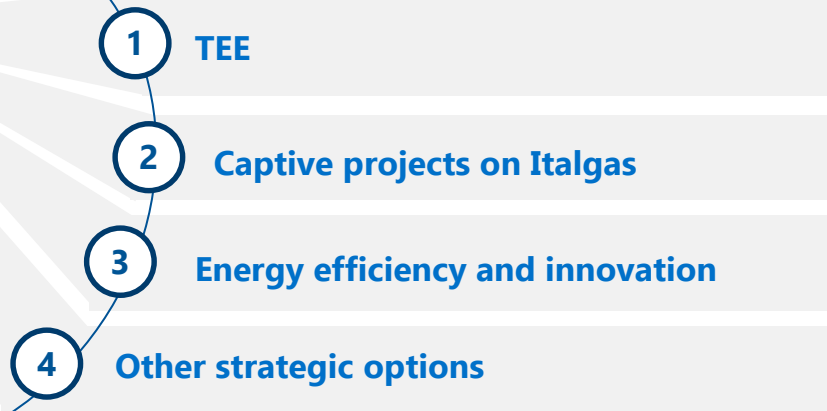 1 TEE
2 Captive projects on Italgas
3 Energy efficiency and innovation
4 Other strategic options